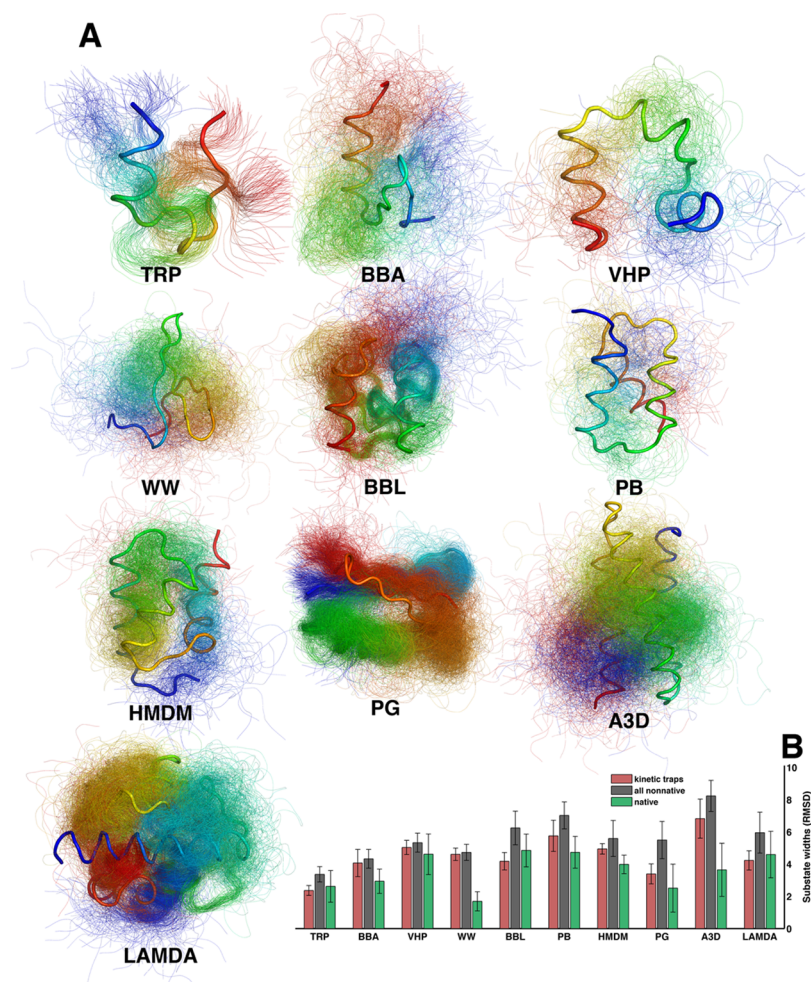 A
TRP
BBA
VHP
WW
BBL
PB
HMDM
PG
A3D
LAMDA
B
kinetic traps
all nonnative
native
10
8
6
4
2
0
Substate widths (RMSD)
TRP BBA VHP WW BBL PB HMDM PG A3D LAMDA